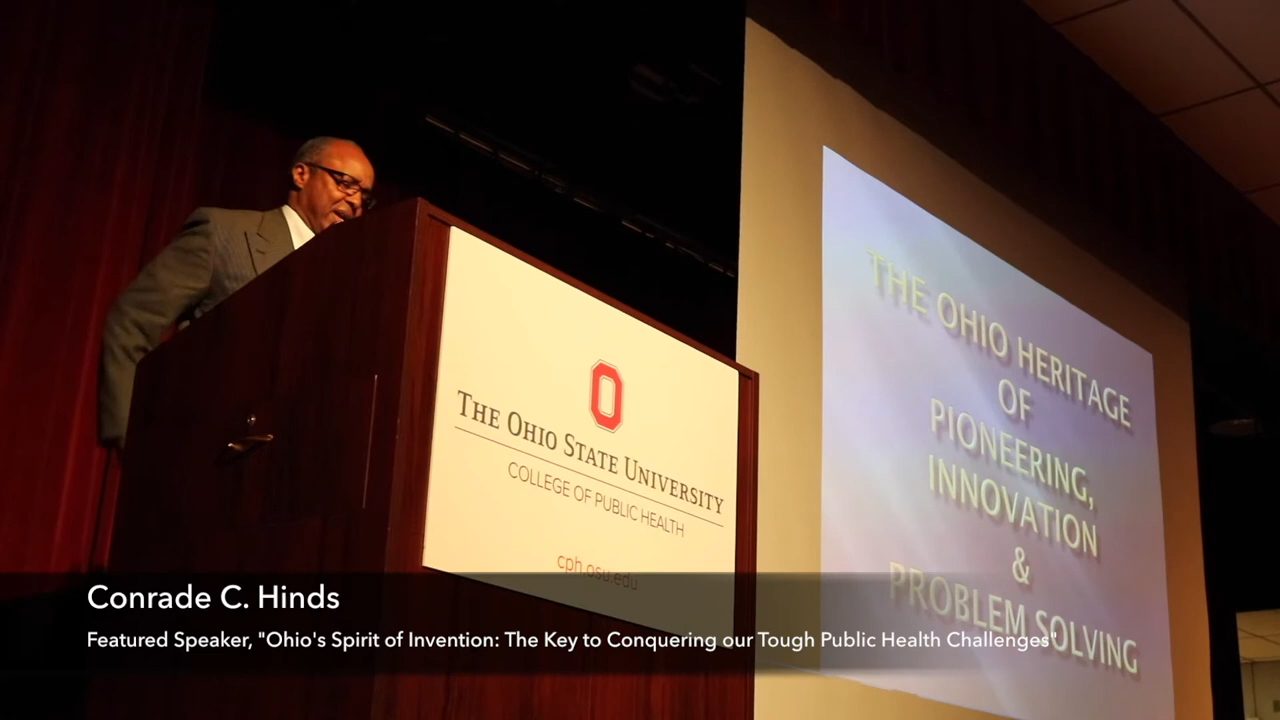 O
THE OHIO STATE UNIVERSITY
COLLEGE OF PUBLIC HEALTH
cph.osu.edu
THE OHIO HERITAGE
OF
PIONEERING,
INNOVATION
&
PROBLEM SOLVING
Conrade C. Hinds
Featured Speaker, "Ohio's Spirit of Invention: The Key to Conquering our Tough Public Health Challenges"